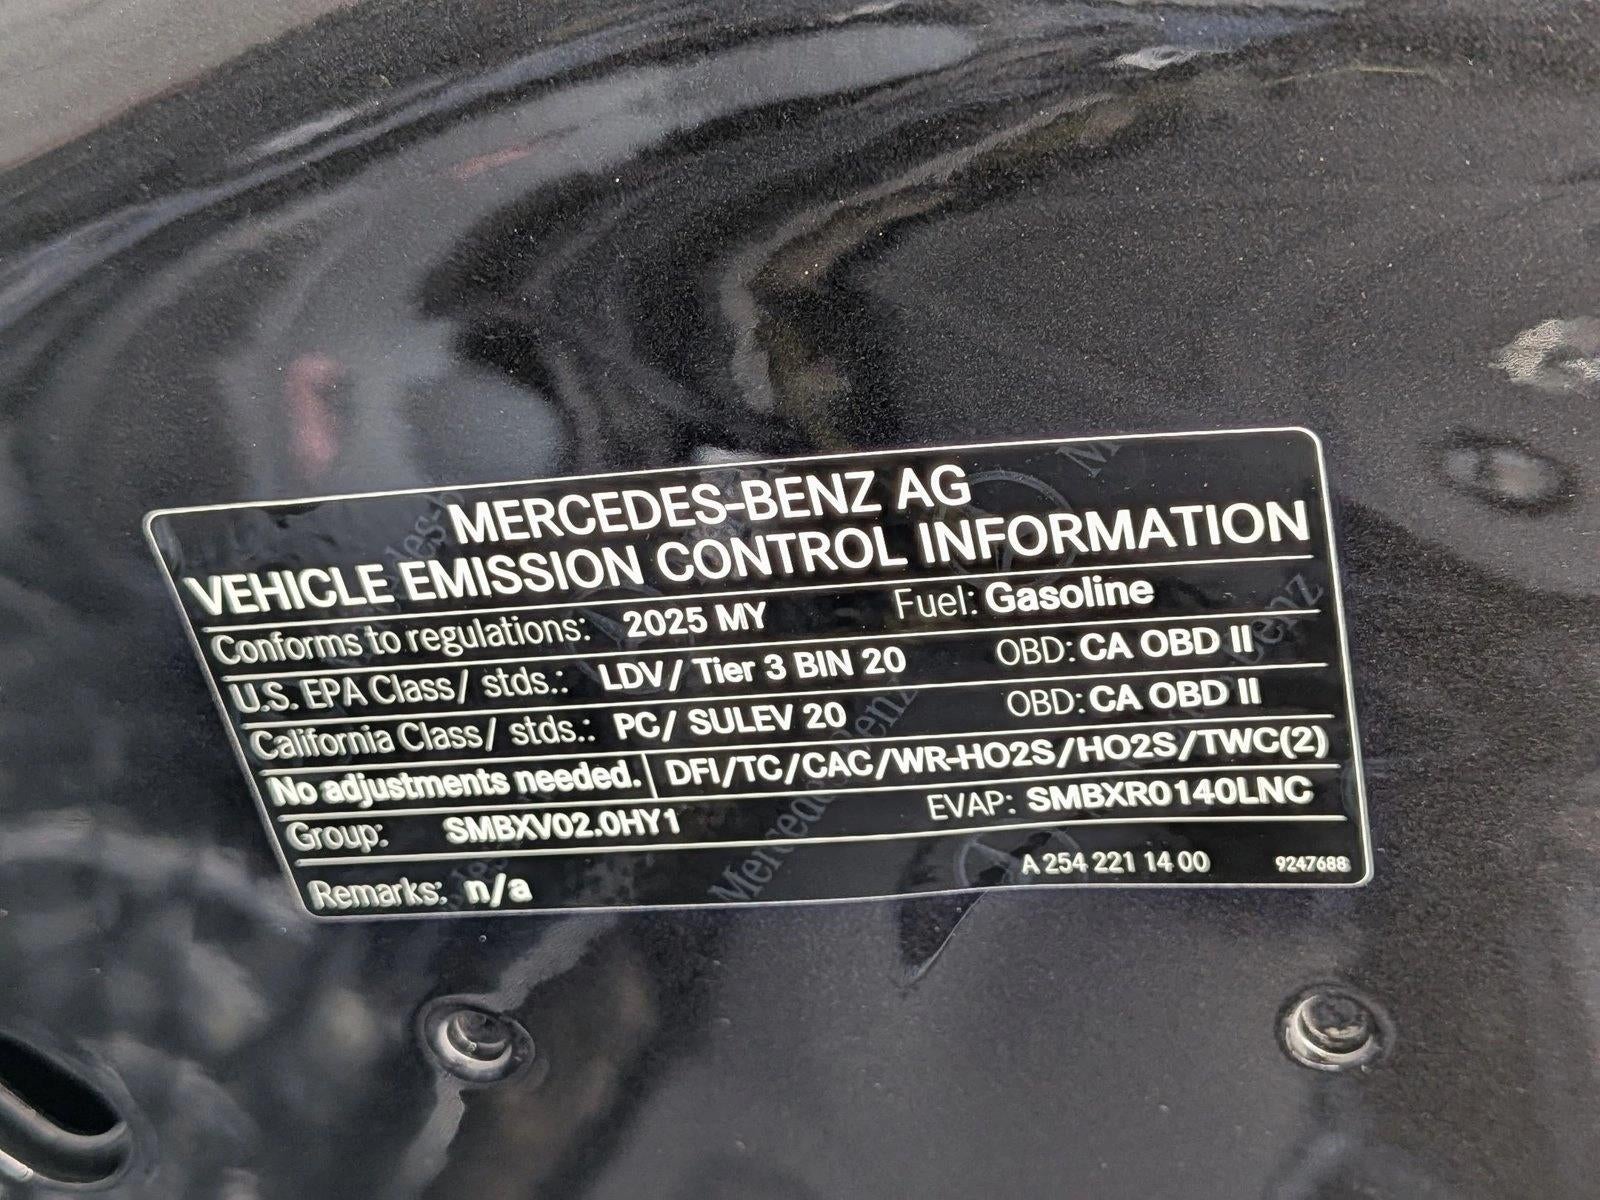 MERCEDES-BENZ AG
VEHICLE EMISSION CONTROL INFORMATION
Conforms to regulations: 2025 MY Fuel: Gasoline
U.S. EPA Class/ stds.: LDV/ Tier 3 BIN 20 OBD: CA OBD II
California Class/ stds.: PC/ SULEV 20 OBD: CA OBD II
No adjustments needed. DFI/TC/CAC/WR-HO2S/HO2S/TWC(2)
Group: SMBXV02.0HY1 EVAP: SMBXR0140LNC
Remarks: n/a A 254 221 14 00 9247688